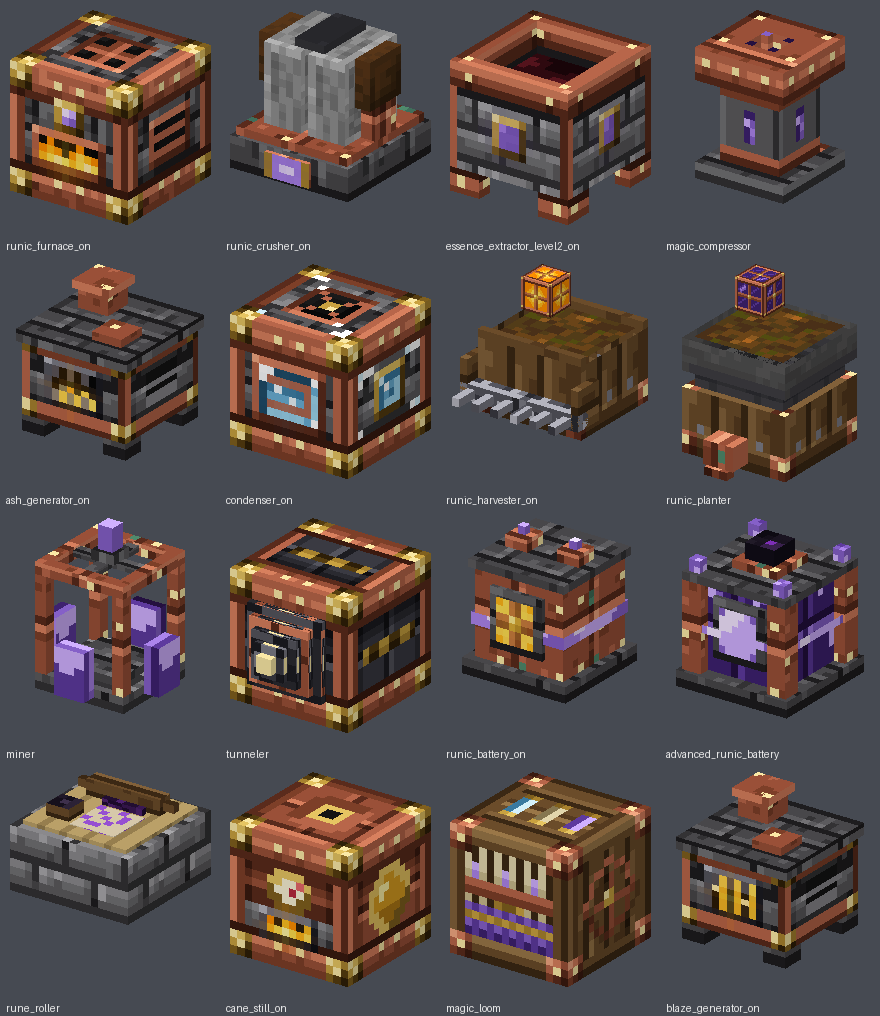 runic_furnace_on
runic_crusher_on
essence_extractor_level2_on
magic_compressor
ash_generator_on
condenser_on
runic_harvester_on
runic_planter
miner
tunneler
runic_battery_on
advanced_runic_battery
rune_roller
cane_still_on
magic_loom
blaze_generator_on